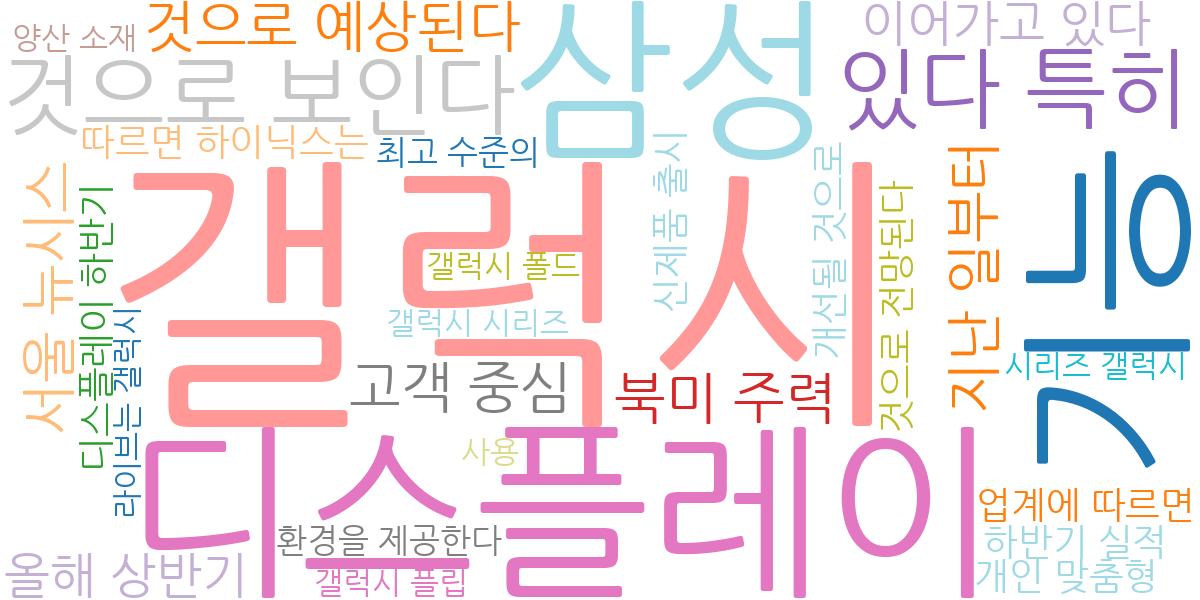 양산 소재
것으로 예상된다
삼성
이어가고 있다
것으로 보인다
있다 특히
따르면 하이닉스는
최고 수준의
서울 뉴시스
디스플레이 하반기
라이브는 갤럭시
갤럭시
갤럭시 폴드
갤럭시 시리즈
신제품 출시
개선될 것으로
것으로 전망된다
지난 일부터
기능
시리즈 갤럭시
고객 중심
북미 주력
디스플레이
사용
업계에 따르면
환경을 제공한다
하반기 실적
올해 상반기
갤럭시 플립
개인 맞춤형